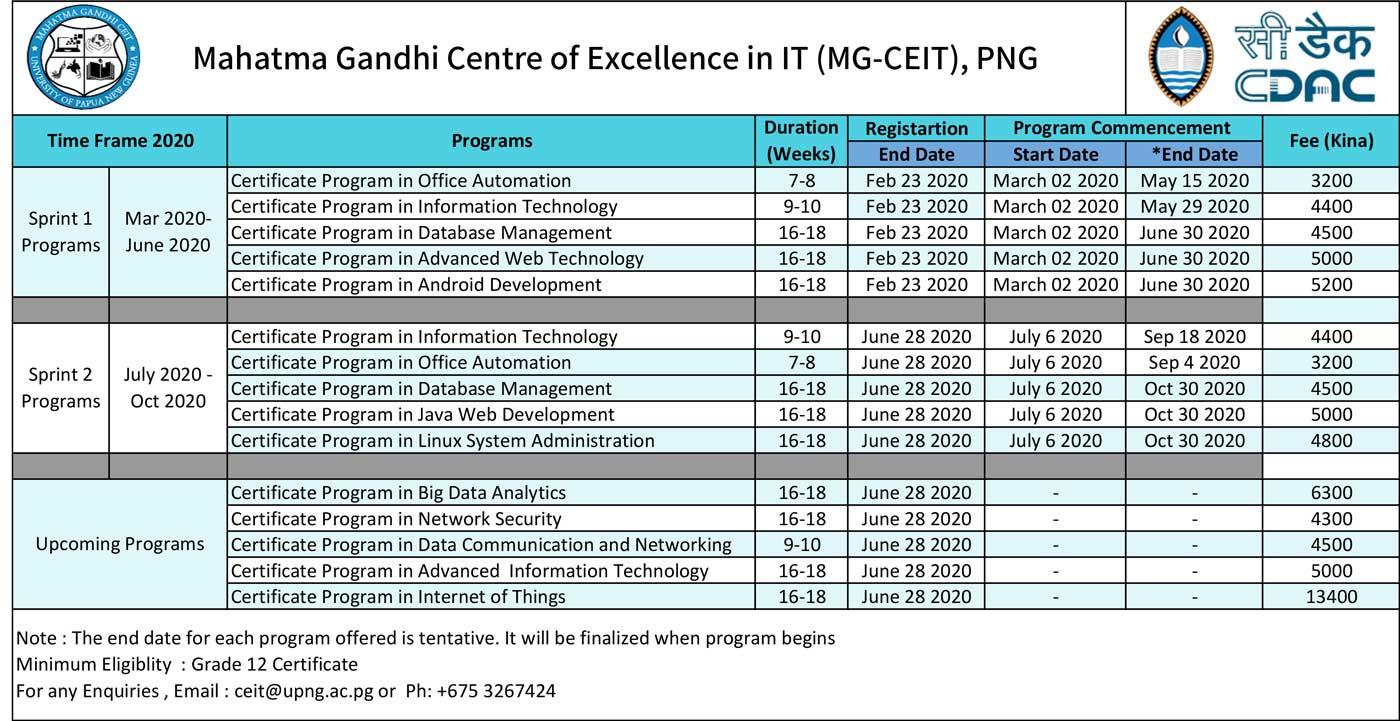 MAHATMA GANDHI CEIT
UNIVERSITY OF PAPUA NEW GUINEA
Mahatma Gandhi Centre of Excellence in IT (MG-CEIT), PNG
सी डैक
CDAC
Time Frame 2020 Programs Duration (Weeks) Registartion End Date Program Commencement Start Date *End Date Fee (Kina)
Sprint 1 Programs Mar 2020- June 2020
Certificate Program in Office Automation 7-8 Feb 23 2020 March 02 2020 May 15 2020 3200
Certificate Program in Information Technology 9-10 Feb 23 2020 March 02 2020 May 29 2020 4400
Certificate Program in Database Management 16-18 Feb 23 2020 March 02 2020 June 30 2020 4500
Certificate Program in Advanced Web Technology 16-18 Feb 23 2020 March 02 2020 June 30 2020 5000
Certificate Program in Android Development 16-18 Feb 23 2020 March 02 2020 June 30 2020 5200
Sprint 2 Programs July 2020 - Oct 2020
Certificate Program in Information Technology 9-10 June 28 2020 July 6 2020 Sep 18 2020 4400
Certificate Program in Office Automation 7-8 June 28 2020 July 6 2020 Sep 4 2020 3200
Certificate Program in Database Management 16-18 June 28 2020 July 6 2020 Oct 30 2020 4500
Certificate Program in Java Web Development 16-18 June 28 2020 July 6 2020 Oct 30 2020 5000
Certificate Program in Linux System Administration 16-18 June 28 2020 July 6 2020 Oct 30 2020 4800
Upcoming Programs
Certificate Program in Big Data Analytics 16-18 June 28 2020 - - 6300
Certificate Program in Network Security 16-18 June 28 2020 - - 4300
Certificate Program in Data Communication and Networking 9-10 June 28 2020 - - 4500
Certificate Program in Advanced  Information Technology 16-18 June 28 2020 - - 5000
Certificate Program in Internet of Things 16-18 June 28 2020 - - 13400
Note : The end date for each program offered is tentative. It will be finalized when program begins
Minimum Eligiblity  : Grade 12 Certificate
For any Enquiries , Email : ceit@upng.ac.pg or  Ph: +675 3267424